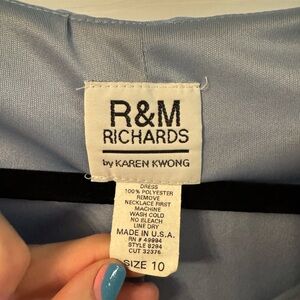 R&M
RICHARDS
by KAREN KWONG
DRESS
100% POLYESTER
REMOVE
NECKLACE FIRST
MACHINE
WASH COLD
NO BLEACH
LINE DRY
MADE IN U.S.A.
RN # 49994
STYLE 8294
CUT 32376
SIZE 10